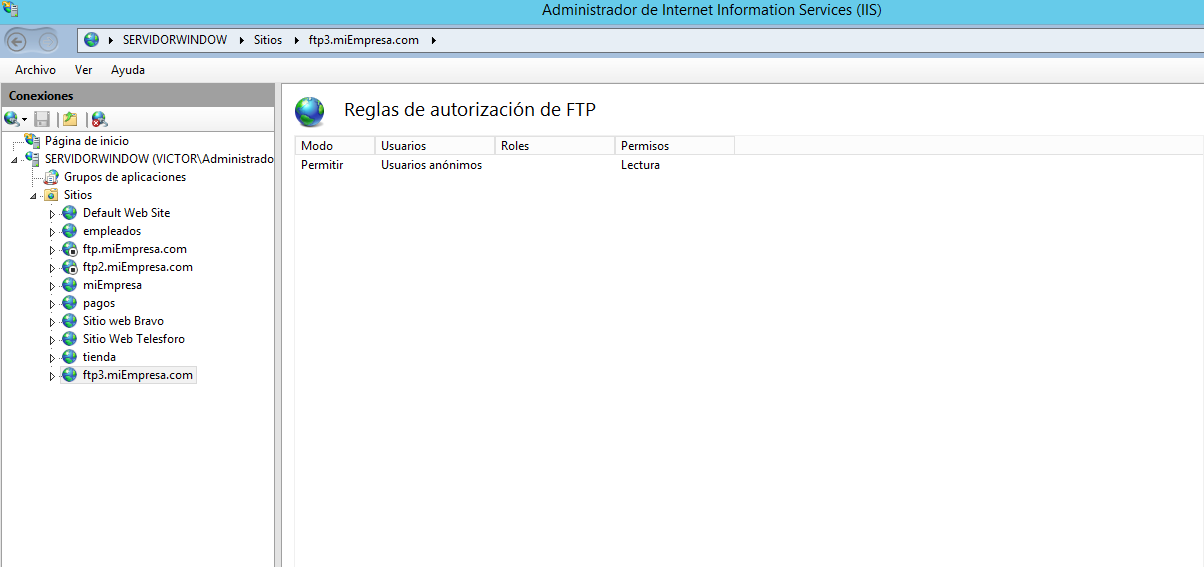 Administrador de Internet Information Services (IIS)
SERVIDORWINDOW Sitios ftp3.miEmpresa.com
Archivo Ver Ayuda
Conexiones
Página de inicio
SERVIDORWINDOW (VICTOR\Administrado
Grupos de aplicaciones
Sitios
Default Web Site
empleados
ftp.miEmpresa.com
ftp2.miEmpresa.com
miEmpresa
pagos
Sitio web Bravo
Sitio Web Telesforo
tienda
ftp3.miEmpresa.com
Reglas de autorización de FTP
Modo Usuarios Roles Permisos
Permitir Usuarios anónimos Lectura